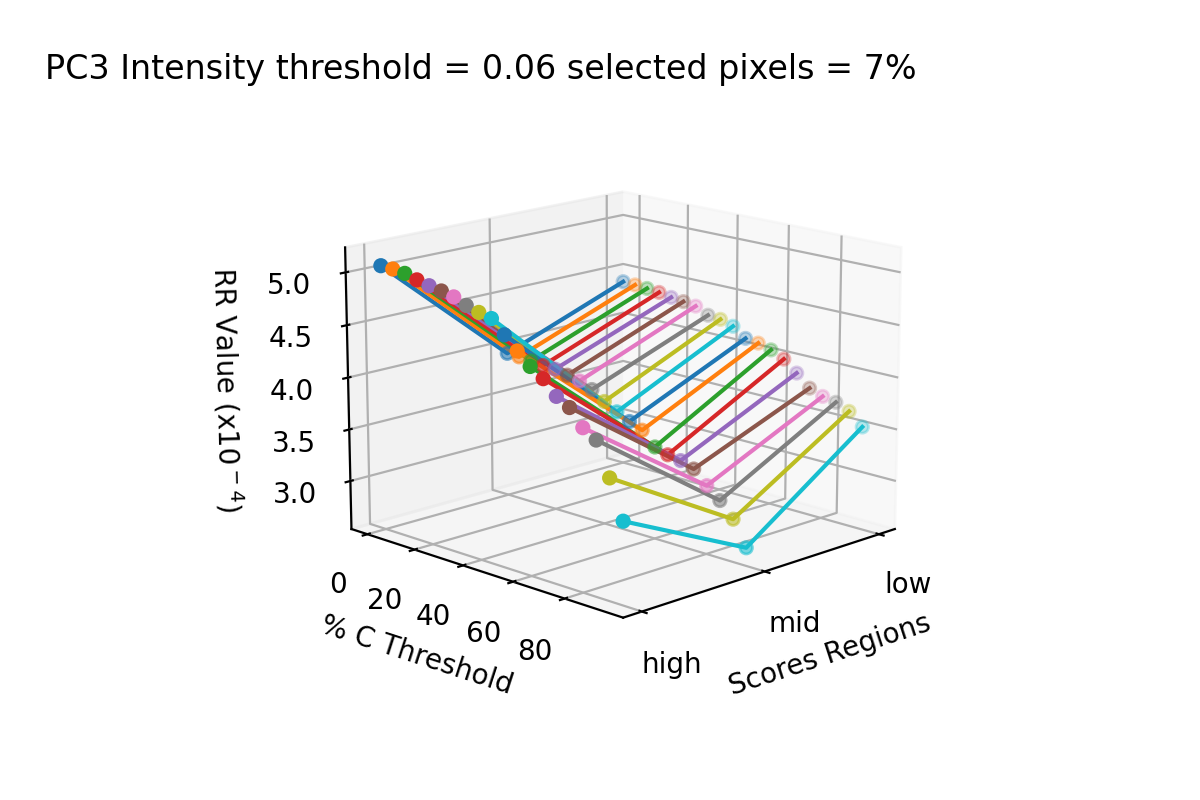 PC3 Intensity threshold = 0.06 selected pixels = 7%
5.0
4.5
4.0
3.5
3.0
RR Value (x10⁻⁴)
0
20
40
60
80
% C Threshold
high
mid
low
Scores Regions